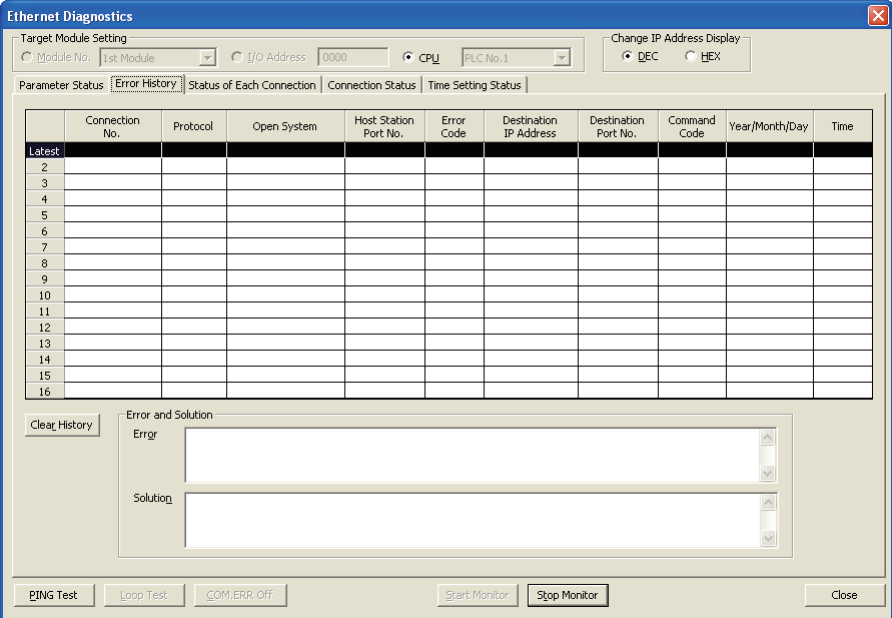 Ethernet Diagnostics
Target Module Setting
Module No. 1st Module I/O Address 0000 CPU PLC No.1
Change IP Address Display
DEC HEX
Parameter Status Error History Status of Each Connection Connection Status Time Setting Status
Connection No. Protocol Open System Host Station Port No. Error Code Destination IP Address Destination Port No. Command Code Year/Month/Day Time
Latest
2
3
4
5
6
7
8
9
10
11
12
13
14
15
16
Clear History
Error and Solution
Error
Solution
PING Test Loop Test COM.ERR Off Start Monitor Stop Monitor Close